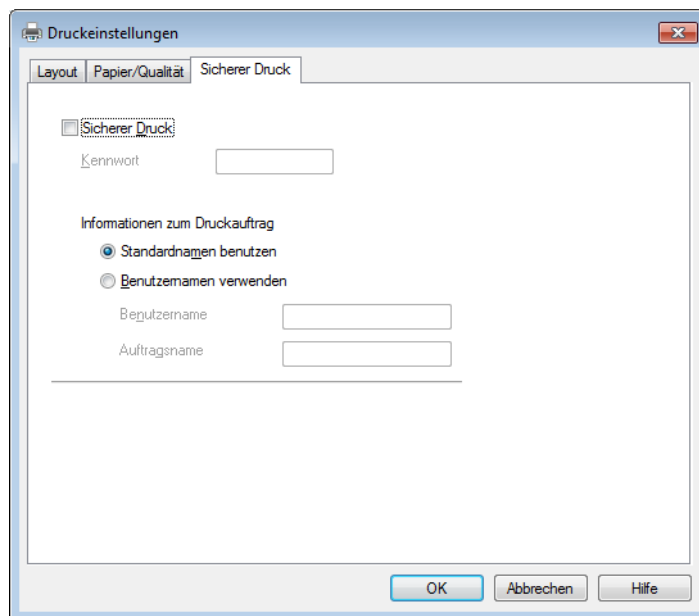 Druckeinstellungen
Layout Papier/Qualität Sicherer Druck
Sicherer Druck
Kennwort
Informationen zum Druckauftrag
Standardnamen benutzen
Benutzernamen verwenden
Benutzername
Auftragsname
OK Abbrechen Hilfe